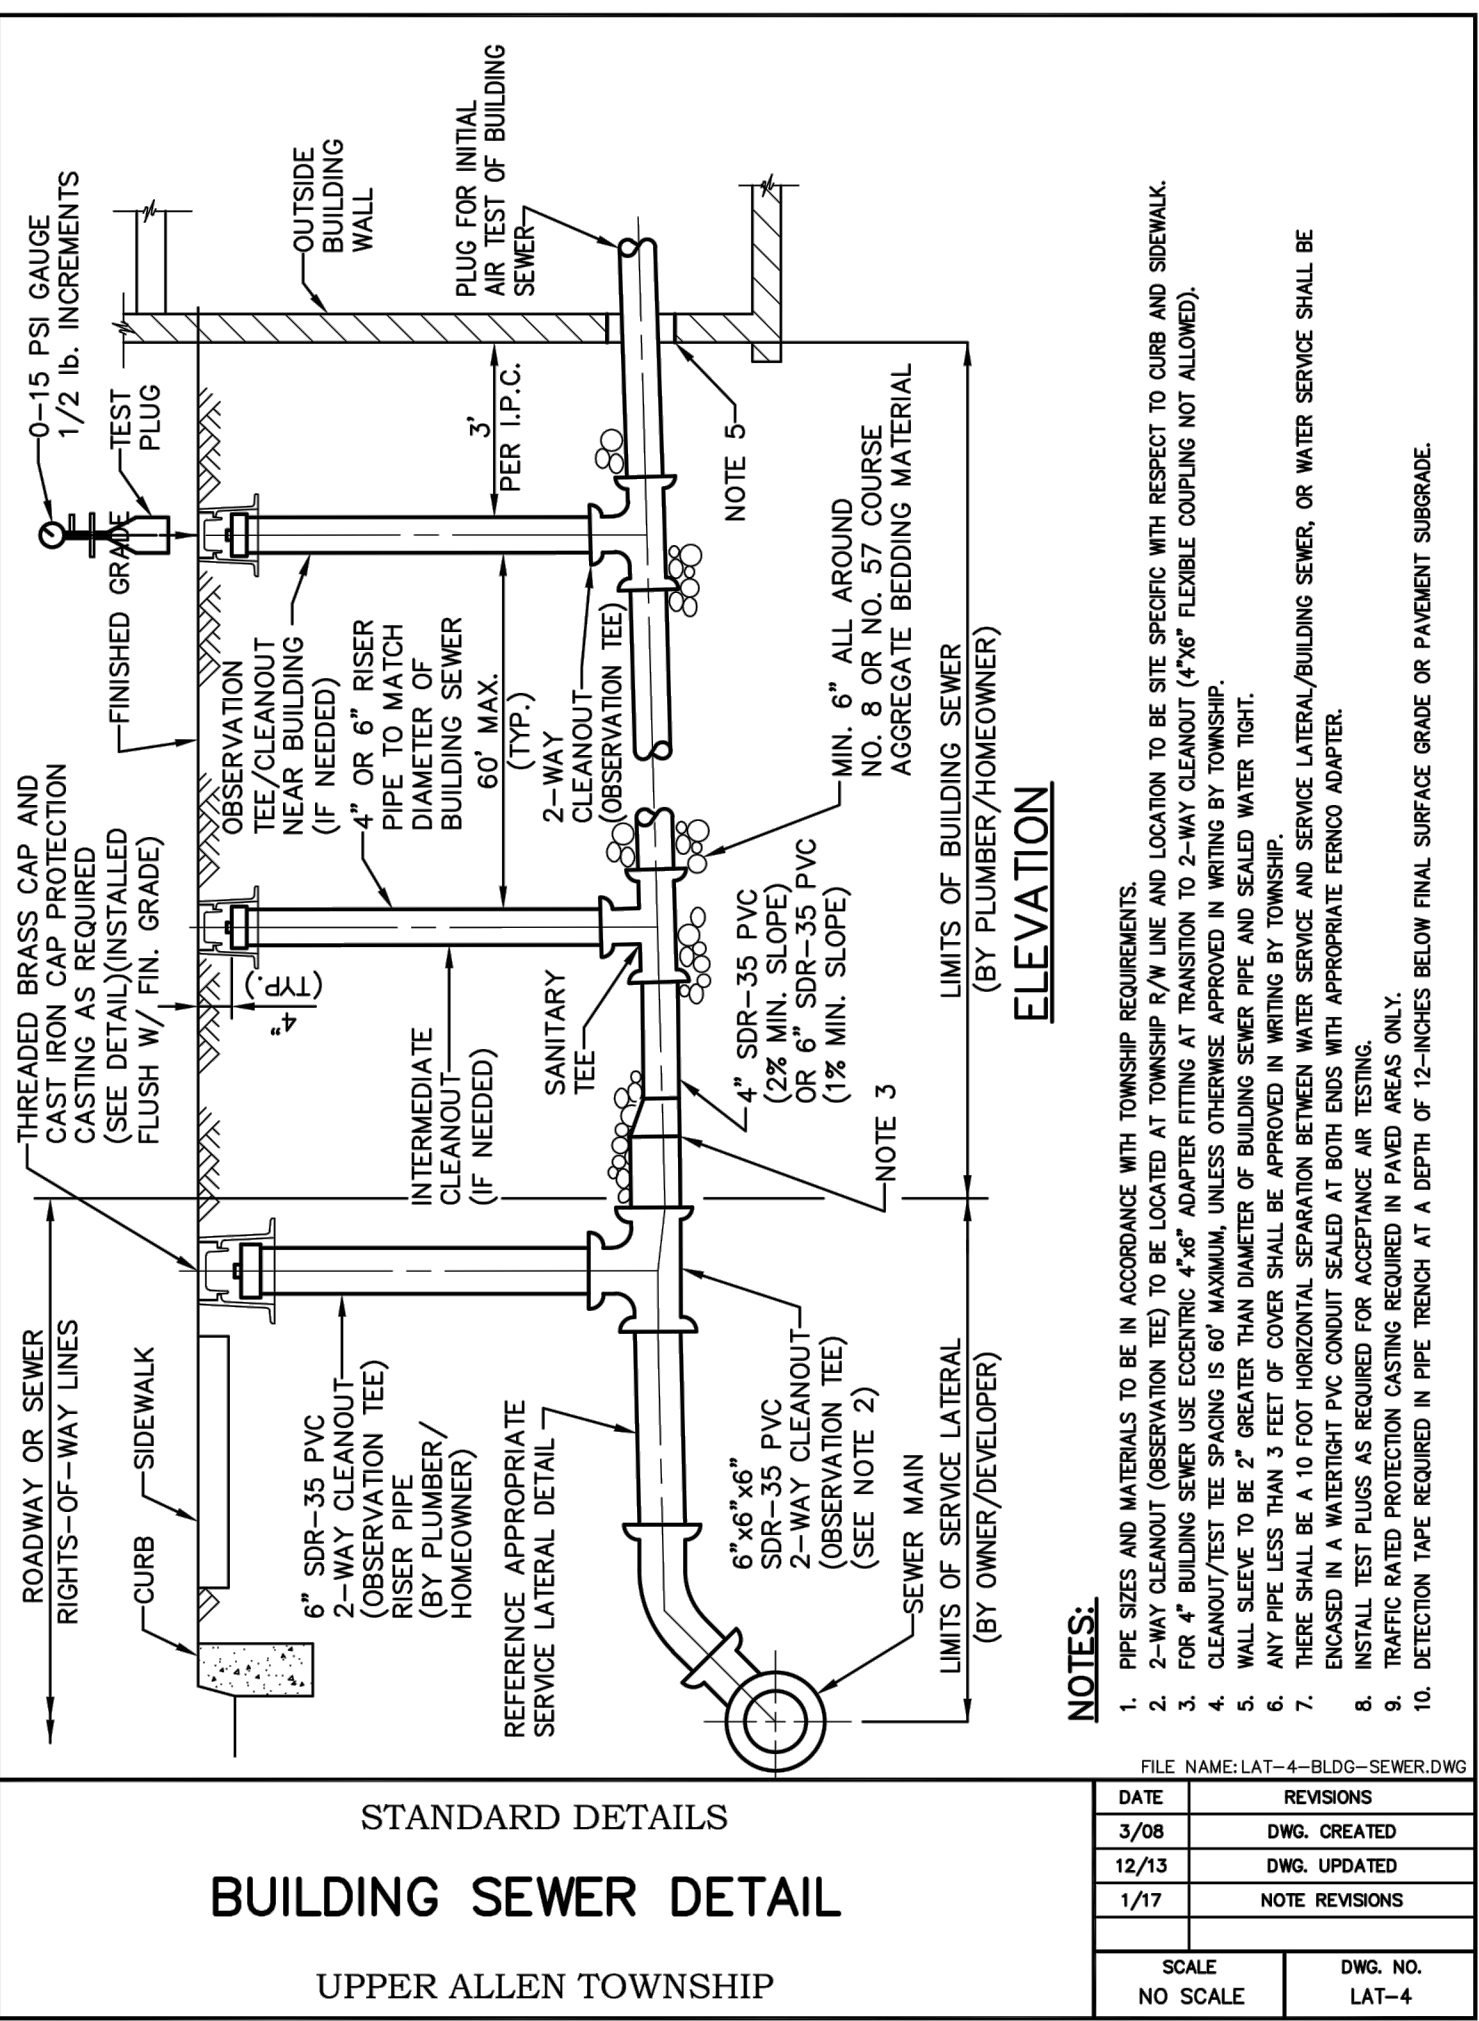 ROADWAY OR SEWER
RIGHTS-OF-WAY LINES
CURB
SIDEWALK
THREADED BRASS CAP AND
CAST IRON CAP PROTECTION
CASTING AS REQUIRED
(SEE DETAIL)(INSTALLED
FLUSH W/ FIN. GRADE)
FINISHED GRADE
0-15 PSI GAUGE
1/2 lb. INCREMENTS
TEST
PLUG
OUTSIDE
BUILDING
WALL
4"
(TYP.)
6" SDR-35 PVC
2-WAY CLEANOUT
(OBSERVATION TEE)
RISER PIPE
(BY PLUMBER/
HOMEOWNER)
INTERMEDIATE
CLEANOUT
(IF NEEDED)
OBSERVATION
TEE/CLEANOUT
NEAR BUILDING
(IF NEEDED)
4" OR 6" RISER
PIPE TO MATCH
DIAMETER OF
BUILDING SEWER
60' MAX.
(TYP.)
3'
PER I.P.C.
PLUG FOR INITIAL
AIR TEST OF BUILDING
SEWER
REFERENCE APPROPRIATE
SERVICE LATERAL DETAIL
SANITARY
TEE
2-WAY
CLEANOUT
(OBSERVATION TEE)
NOTE 5
6"x6"x6"
SDR-35 PVC
2-WAY CLEANOUT
(OBSERVATION TEE)
(SEE NOTE 2)
4" SDR-35 PVC
(2% MIN. SLOPE)
OR 6" SDR-35 PVC
(1% MIN. SLOPE)
MIN. 6" ALL AROUND
NO. 8 OR NO. 57 COURSE
AGGREGATE BEDDING MATERIAL
NOTE 3
SEWER MAIN
LIMITS OF SERVICE LATERAL
(BY OWNER/DEVELOPER)
LIMITS OF BUILDING SEWER
(BY PLUMBER/HOMEOWNER)
ELEVATION
NOTES:
1. PIPE SIZES AND MATERIALS TO BE IN ACCORDANCE WITH TOWNSHIP REQUIREMENTS.
2. 2-WAY CLEANOUT (OBSERVATION TEE) TO BE LOCATED AT TOWNSHIP R/W LINE AND LOCATION TO BE SITE SPECIFIC WITH RESPECT TO CURB AND SIDEWALK.
3. FOR 4" BUILDING SEWER USE ECCENTRIC 4"x6" ADAPTER FITTING AT TRANSITION TO 2-WAY CLEANOUT (4"X6" FLEXIBLE COUPLING NOT ALLOWED).
4. CLEANOUT/TEST TEE SPACING IS 60' MAXIMUM, UNLESS OTHERWISE APPROVED IN WRITING BY TOWNSHIP.
5. WALL SLEEVE TO BE 2" GREATER THAN DIAMETER OF BUILDING SEWER PIPE AND SEALED WATER TIGHT.
6. ANY PIPE LESS THAN 3 FEET OF COVER SHALL BE APPROVED IN WRITING BY TOWNSHIP.
7. THERE SHALL BE A 10 FOOT HORIZONTAL SEPARATION BETWEEN WATER SERVICE AND SERVICE LATERAL/BUILDING SEWER, OR WATER SERVICE SHALL BE
ENCASED IN A WATERTIGHT PVC CONDUIT SEALED AT BOTH ENDS WITH APPROPRIATE FERNCO ADAPTER.
8. INSTALL TEST PLUGS AS REQUIRED FOR ACCEPTANCE AIR TESTING.
9. TRAFFIC RATED PROTECTION CASTING REQUIRED IN PAVED AREAS ONLY.
10. DETECTION TAPE REQUIRED IN PIPE TRENCH AT A DEPTH OF 12-INCHES BELOW FINAL SURFACE GRADE OR PAVEMENT SUBGRADE.
FILE NAME: LAT-4-BLDG-SEWER.DWG
STANDARD DETAILS
BUILDING SEWER DETAIL
UPPER ALLEN TOWNSHIP
DATE REVISIONS
3/08 DWG. CREATED
12/13 DWG. UPDATED
1/17 NOTE REVISIONS
SCALE
NO SCALE
DWG. NO.
LAT-4